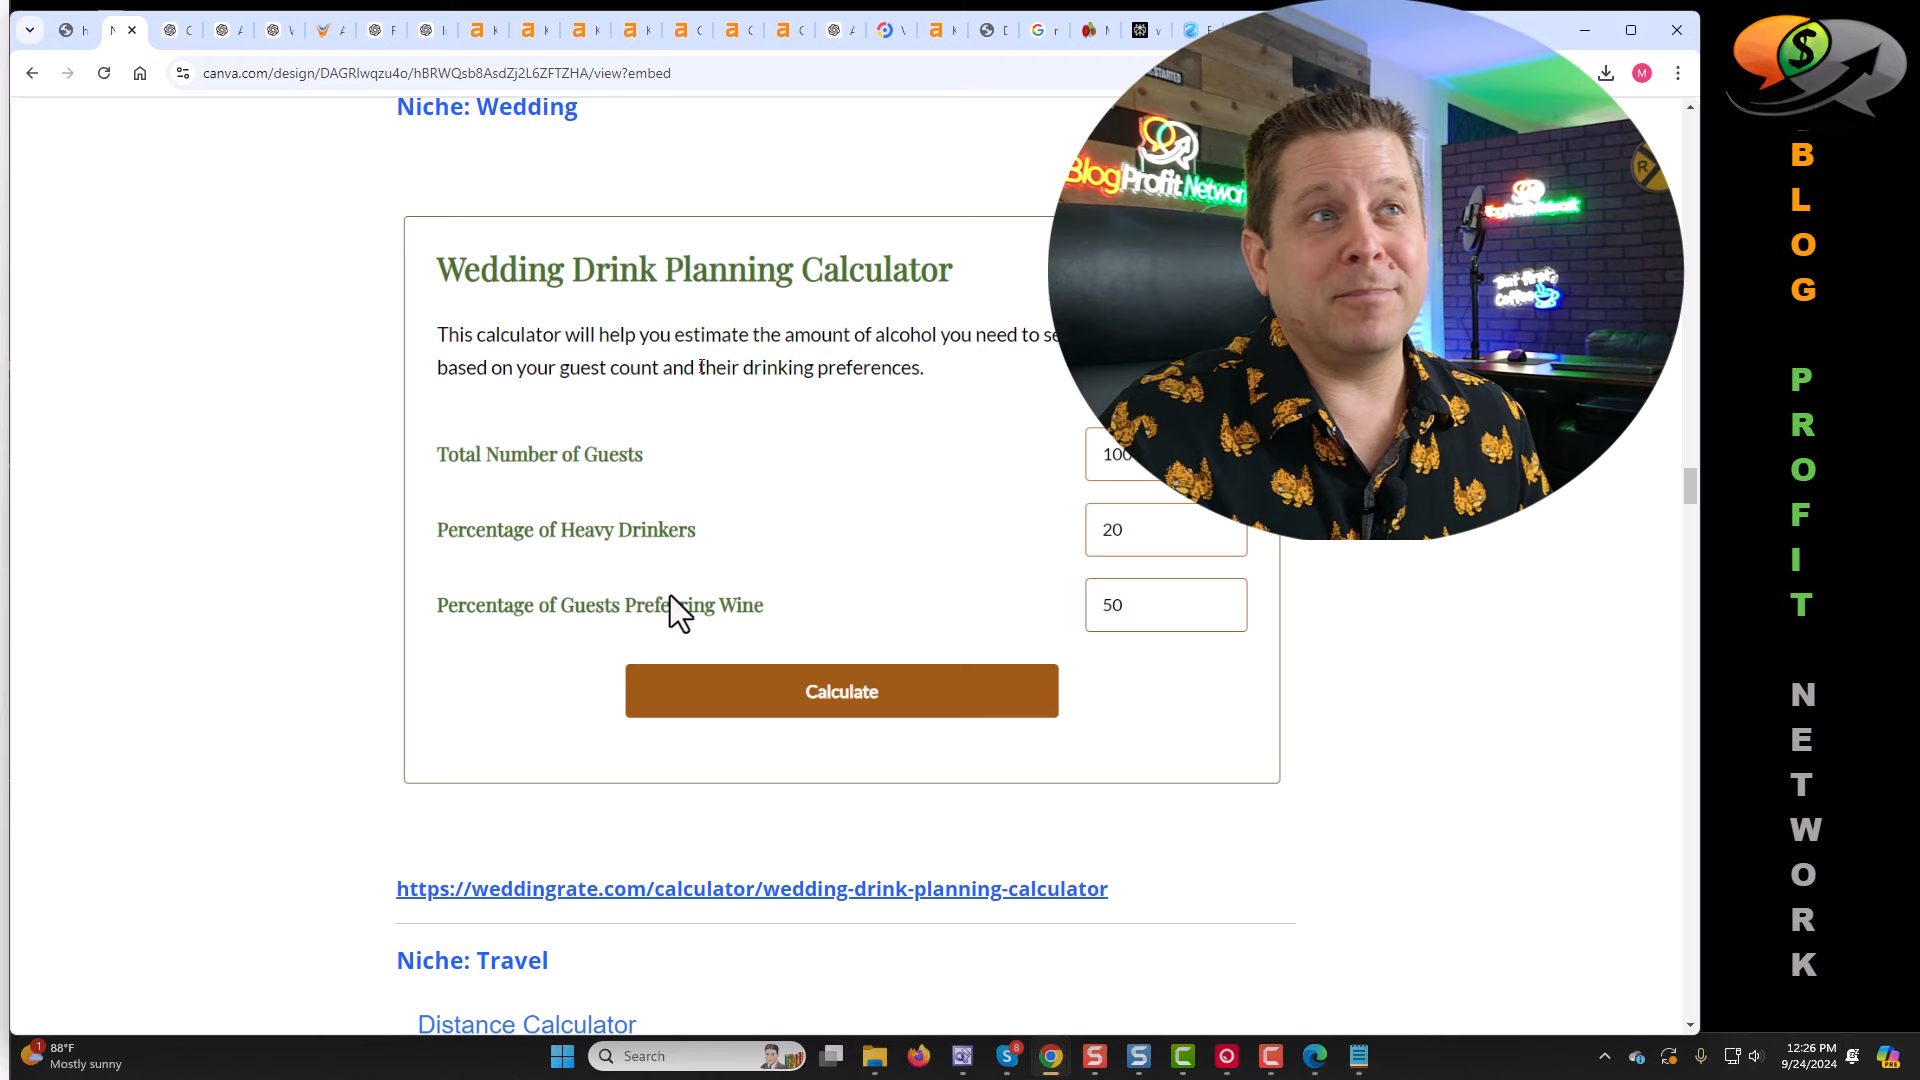 canva.com/design/DAGRlwqzu4o/hBRWQsb8AsdZj2L6ZFTZHA/view?embed
Niche: Wedding
Wedding Drink Planning Calculator
This calculator will help you estimate the amount of alcohol you need to
based on your guest count and their drinking preferences.
Total Number of Guests
100
Percentage of Heavy Drinkers
20
Percentage of Guests Preferring Wine
50
Calculate
https://weddingrate.com/calculator/wedding-drink-planning-calculator
Niche: Travel
Distance Calculator
STARTED
BlogProfit Network
BLOG
PROFIT
NETWORK
M
88°F
Mostly sunny
Search
12:26 PM
9/24/2024